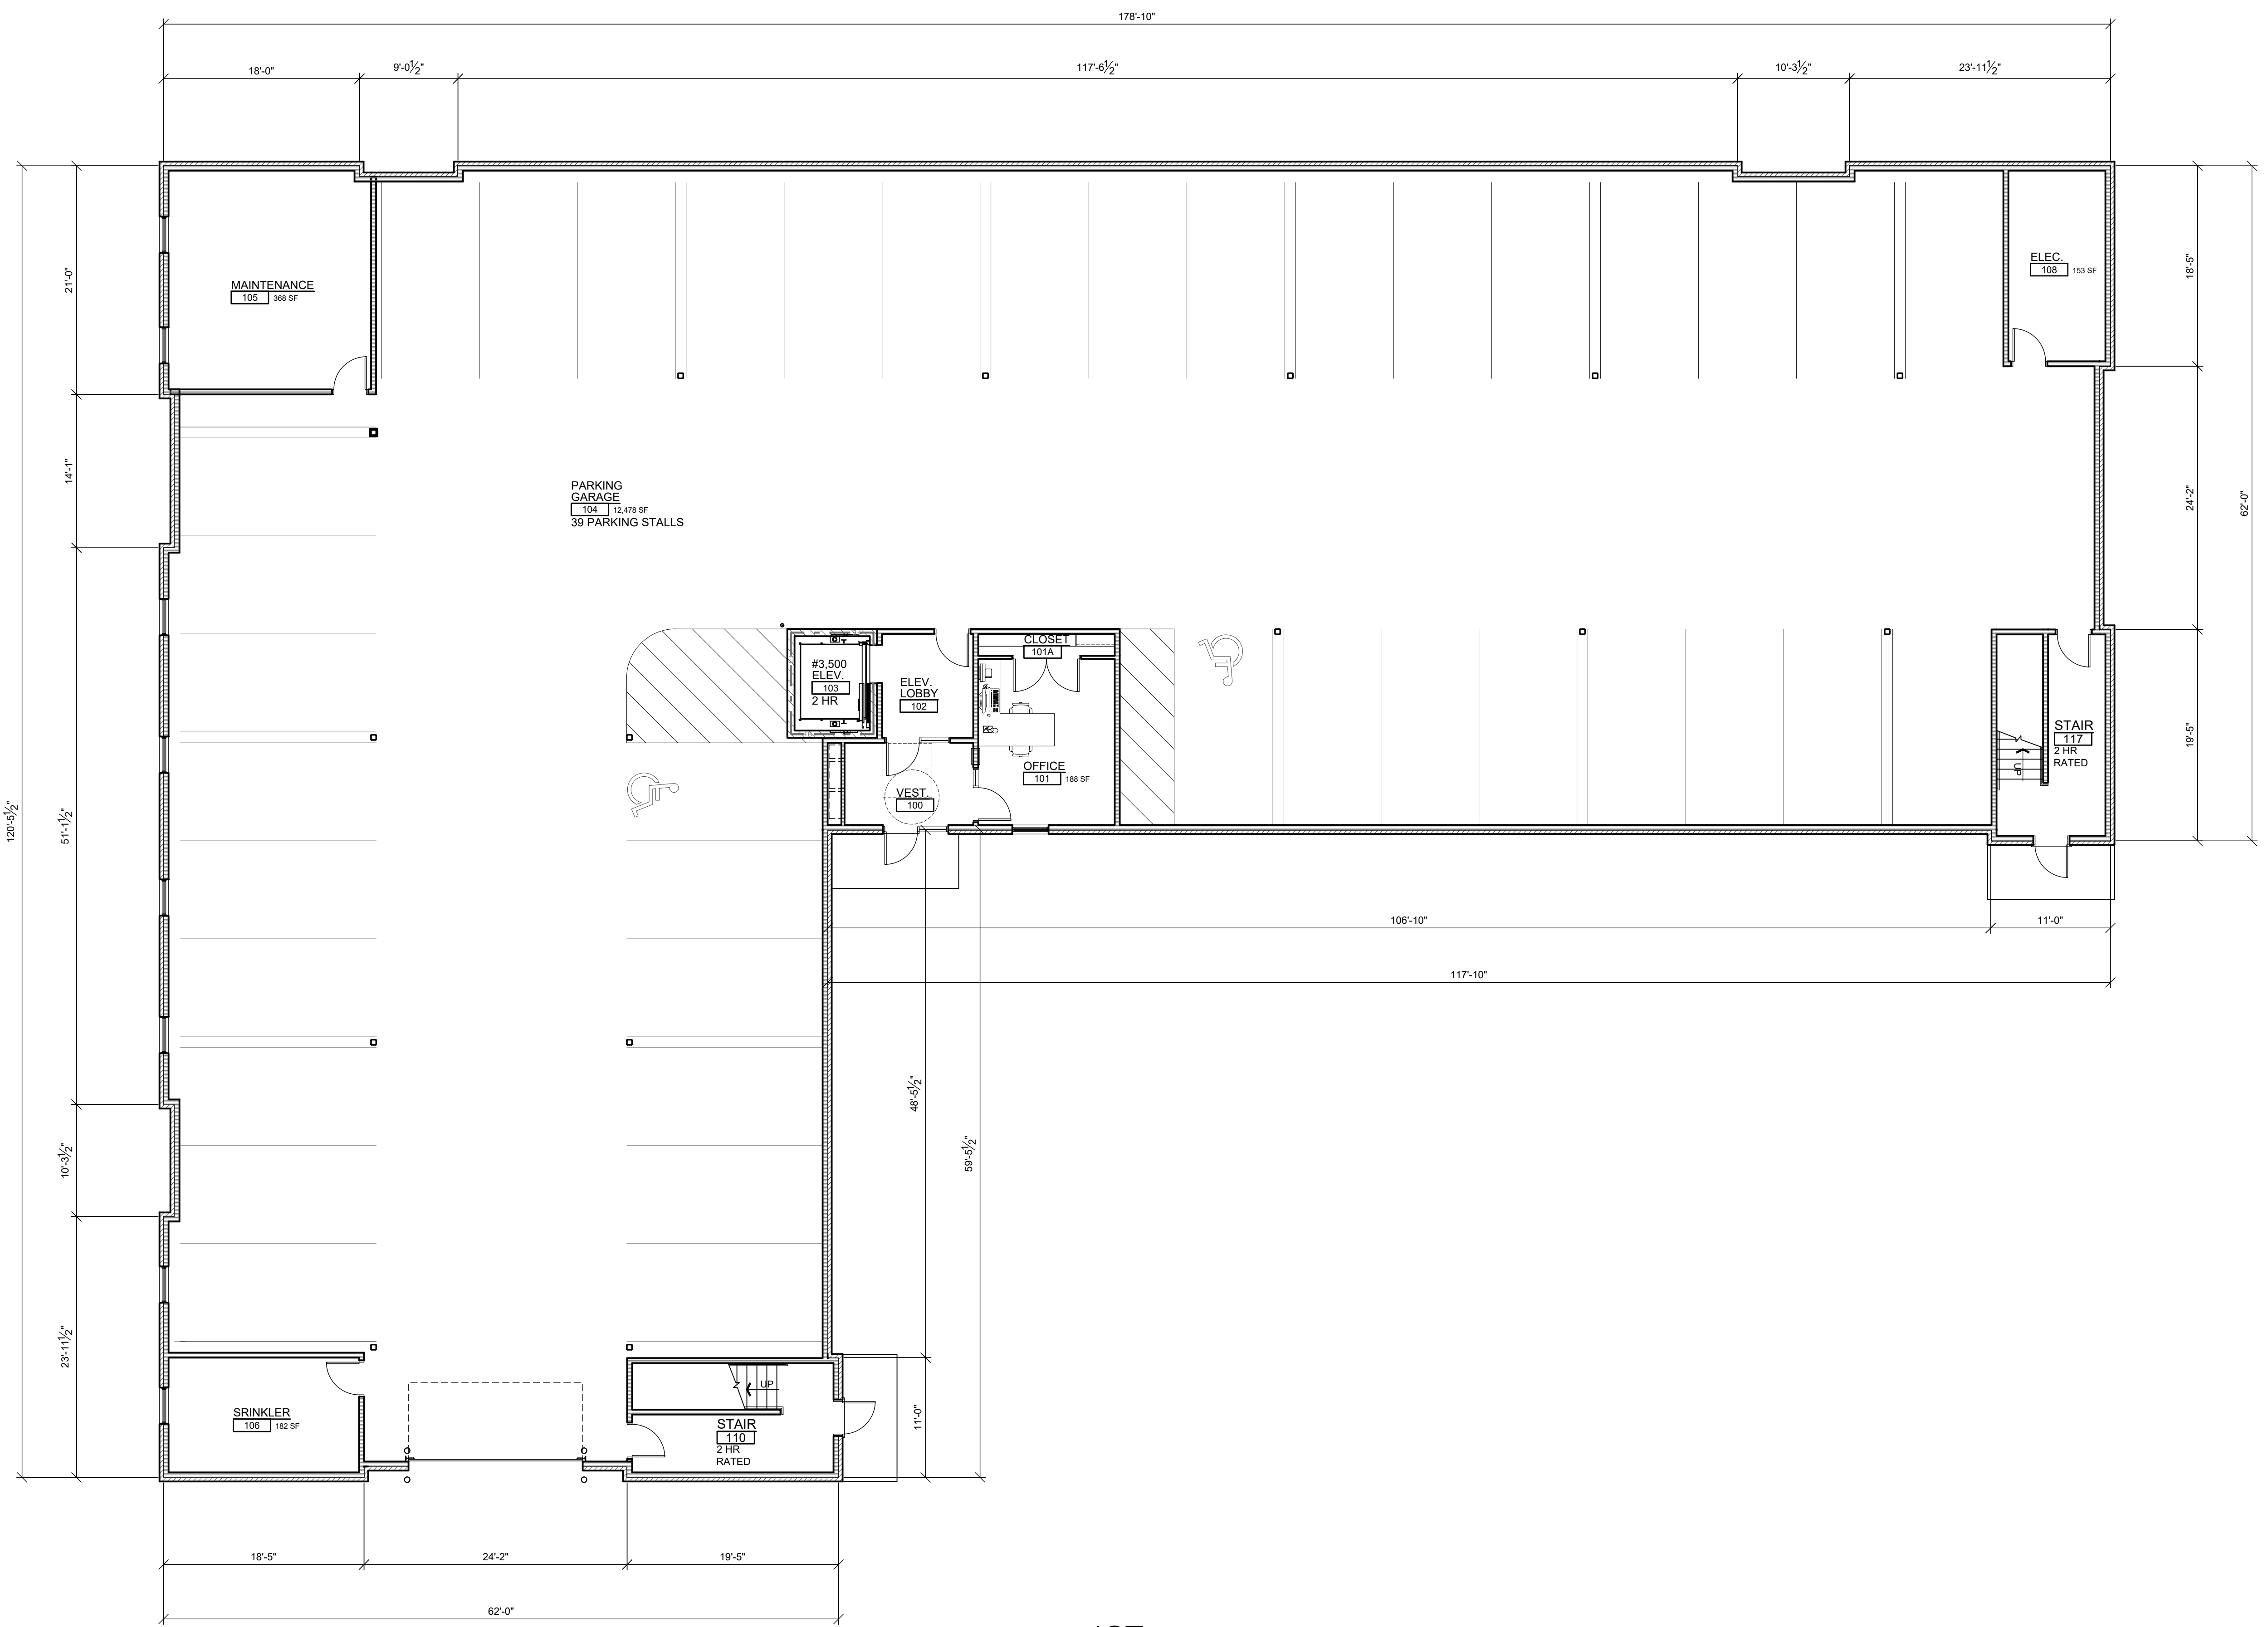 178'-10"
18'-0"
9'-0½"
117'-6½"
10'-3½"
23'-11½"
21'-0"
14'-1"
51'-1½"
10'-3½"
23'-11½"
120'-5½"
MAINTENANCE
105 368 SF
ELEC.
108 153 SF
18'-5"
24'-2"
19'-5"
62'-0"
PARKING
GARAGE
104 12,478 SF
39 PARKING STALLS
#3,500
ELEV.
103
2 HR
ELEV.
LOBBY
102
CLOSET
101A
OFFICE
101 188 SF
VEST.
100
UP
STAIR
117
2 HR
RATED
106'-10"
11'-0"
117'-10"
48'-5½"
59'-5½"
11'-0"
SRINKLER
106 182 SF
UP
STAIR
110
2 HR
RATED
18'-5"
24'-2"
19'-5"
62'-0"